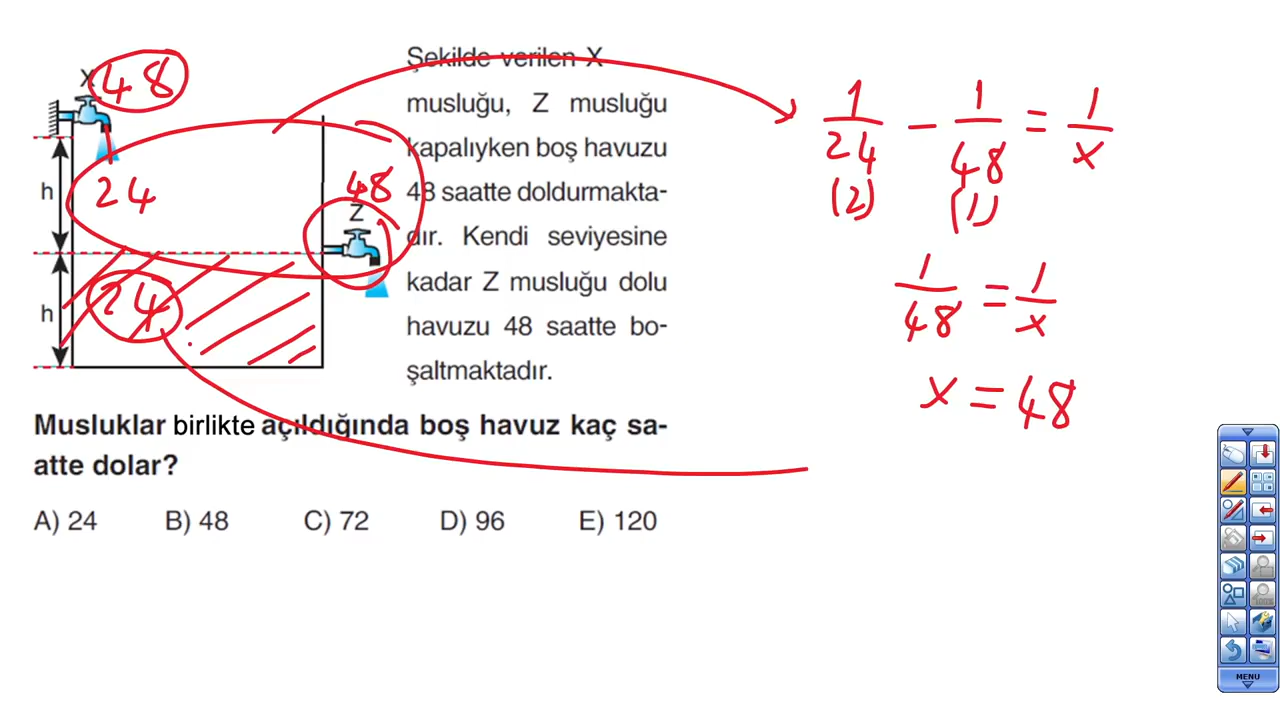 X 48
h
24
48
Z
h
24
Şekilde verilen X
musluğu, Z musluğu
kapalıyken boş havuzu
48 saatte doldurmakta-
dır. Kendi seviyesine
kadar Z musluğu dolu
havuzu 48 saatte bo-
şaltmaktadır.
Musluklar birlikte açıldığında boş havuz kaç sa-
atte dolar?
A) 24 B) 48 C) 72 D) 96 E) 120
1/24 − 1/48 = 1/x
(2) (1)
1/48 = 1/x
x = 48
MENU